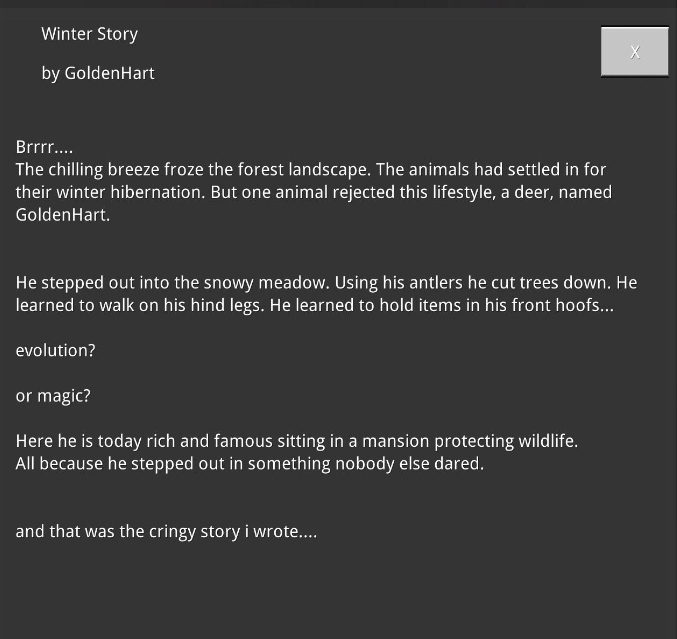 Winter Story
X
by GoldenHart
Brrr....
The chilling breeze froze the forest landscape. The animals had settled in for
their winter hibernation. But one animal rejected this lifestyle, a deer, named
GoldenHart.
He stepped out into the snowy meadow. Using his antlers he cut trees down. He
learned to walk on his hind legs. He learned to hold items in his front hoofs...
evolution?
or magic?
Here he is today rich and famous sitting in a mansion protecting wildlife.
All because he stepped out in something nobody else dared.
and that was the cringy story i wrote....